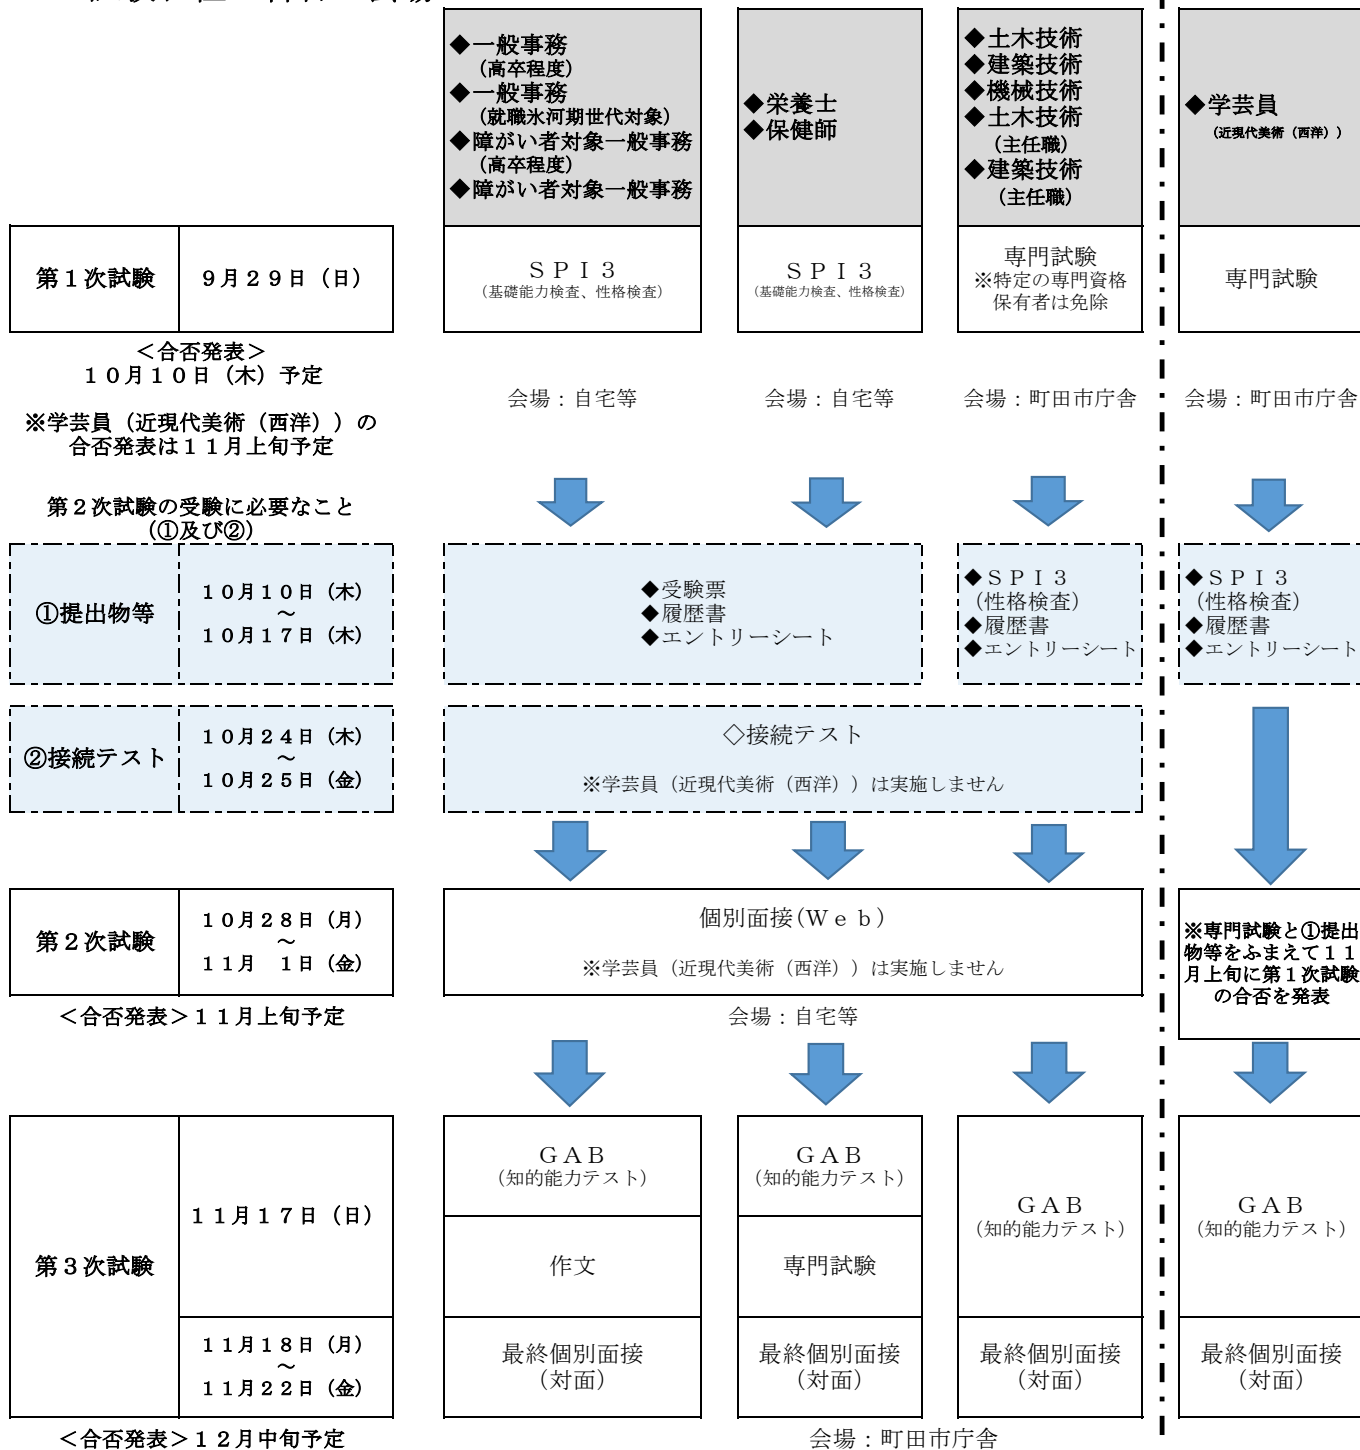 ◆一般事務
(高卒程度)
◆一般事務
(就職氷河期世代対象)
◆障がい者対象一般事務
(高卒程度)
◆障がい者対象一般事務
◆栄養士
◆保健師
◆土木技術
◆建築技術
◆機械技術
◆土木技術
(主任職)
◆建築技術
(主任職)
◆学芸員
(近現代美術（西洋）)
第１次試験
９月２９日（日）
ＳＰＩ３
(基礎能力検査、性格検査)
ＳＰＩ３
(基礎能力検査、性格検査)
専門試験
※特定の専門資格
保有者は免除
専門試験
＜合否発表＞
１０月１０日（木）予定
※学芸員（近現代美術（西洋））の
合否発表は１１月上旬予定
会場：自宅等
会場：自宅等
会場：町田市庁舎
会場：町田市庁舎
第２次試験の受験に必要なこと
(①及び②)
①提出物等
１０月１０日（木）
～
１０月１７日（木）
◆受験票
◆履歴書
◆エントリーシート
◆ＳＰＩ３
(性格検査)
◆履歴書
◆エントリーシート
◆ＳＰＩ３
(性格検査)
◆履歴書
◆エントリーシート
②接続テスト
１０月２４日（木）
～
１０月２５日（金）
◇接続テスト
※学芸員（近現代美術（西洋））は実施しません
第２次試験
１０月２８日（月）
～
１１月　１日（金）
個別面接(Ｗｅｂ)
※学芸員（近現代美術（西洋））は実施しません
※専門試験と①提出
物等をふまえて１１
月上旬に第１次試験
の合否を発表
＜合否発表＞１１月上旬予定
会場：自宅等
第３次試験
１１月１７日（日）
ＧＡＢ
(知的能力テスト)
作文
ＧＡＢ
(知的能力テスト)
専門試験
ＧＡＢ
(知的能力テスト)
ＧＡＢ
(知的能力テスト)
１１月１８日（月）
～
１１月２２日（金）
最終個別面接
(対面)
最終個別面接
(対面)
最終個別面接
(対面)
最終個別面接
(対面)
＜合否発表＞１２月中旬予定
会場：町田市庁舎